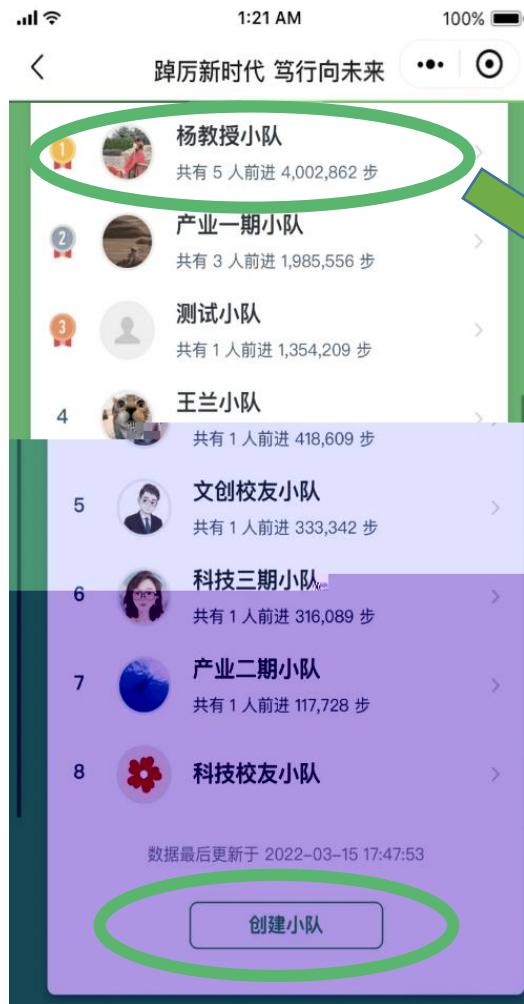 1:21 AM
100%
踔厉新时代 笃行向未来
1
杨教授小队
共有 5 人前进 4,002,862 步
2
产业一期小队
共有 3 人前进 1,985,556 步
3
测试小队
共有 1 人前进 1,354,209 步
4
王兰小队
共有 1 人前进 418,609 步
5
文创校友小队
共有 1 人前进 333,342 步
6
科技三期小队
共有 1 人前进 316,089 步
7
产业二期小队
共有 1 人前进 117,728 步
8
科技校友小队
数据最后更新于 2022-03-15 17:47:53
创建小队